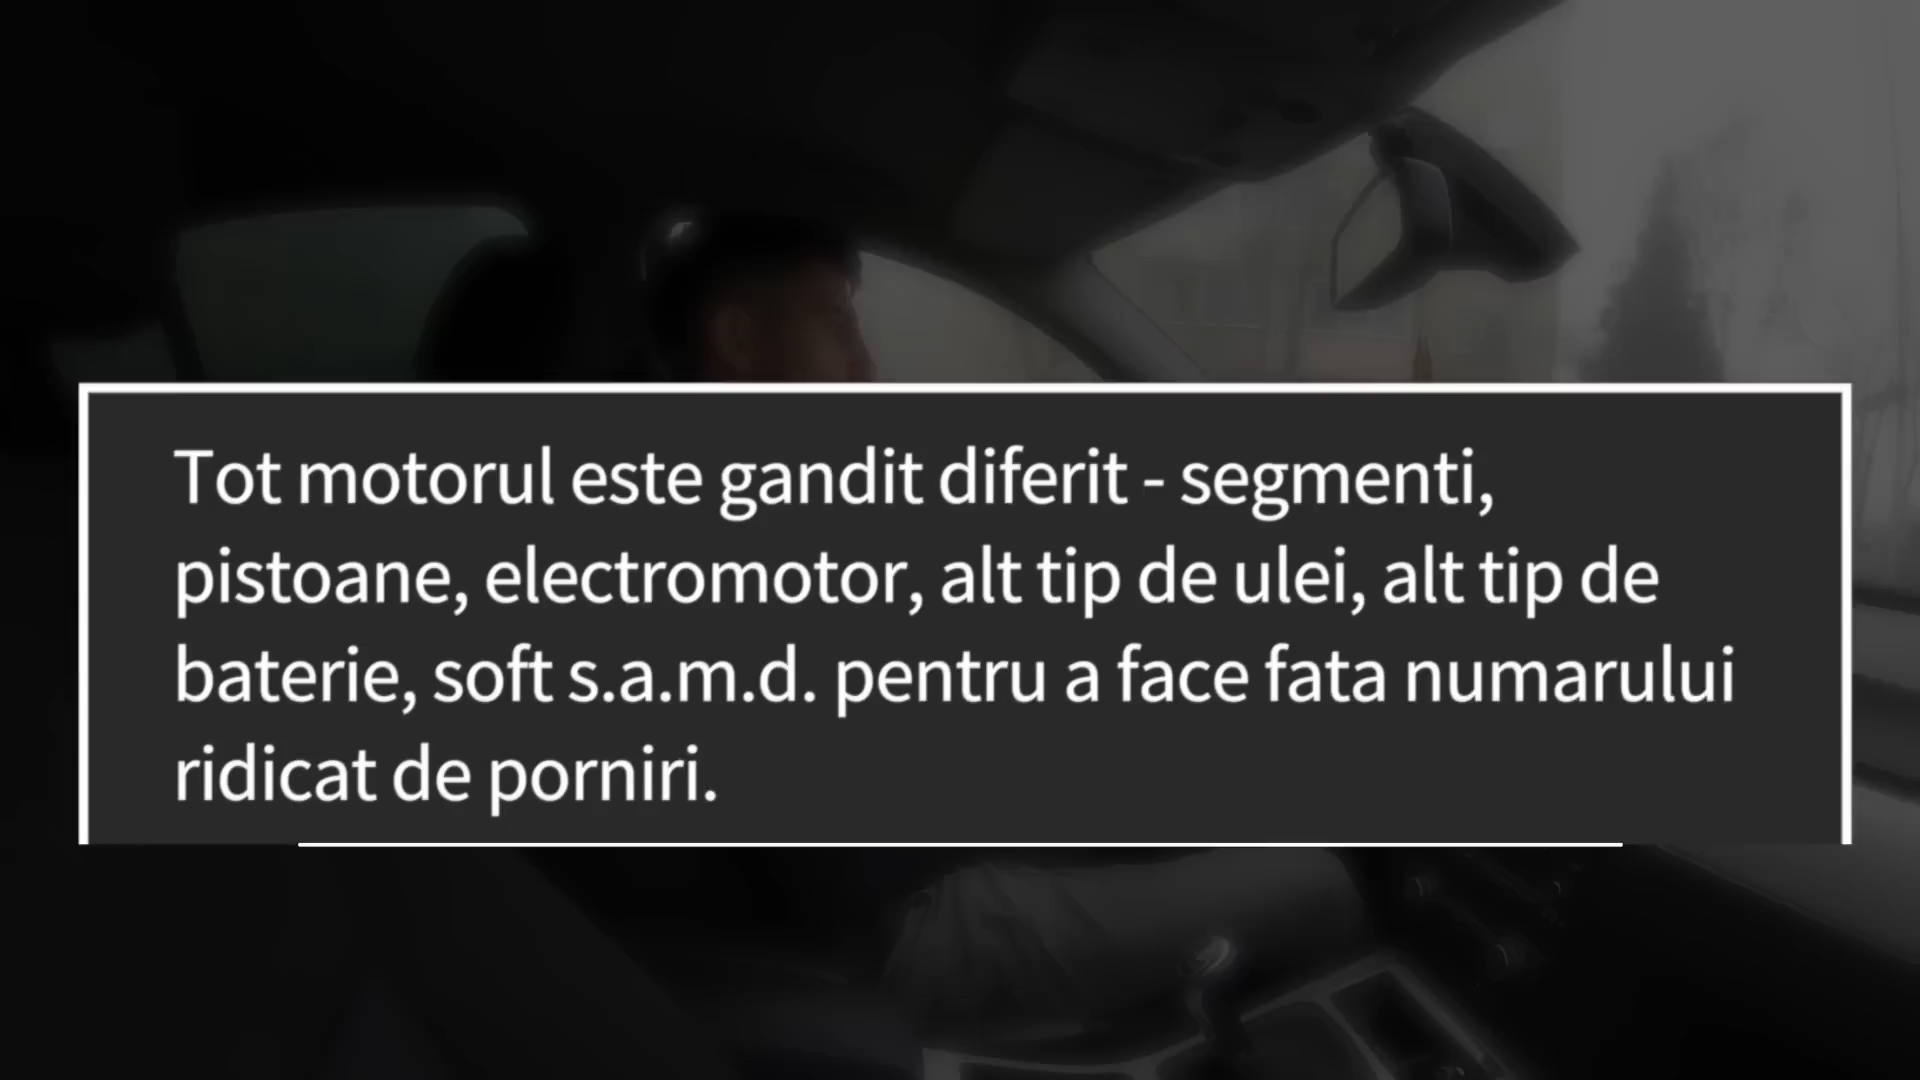 Tot motorul este gandit diferit - segmenti,
pistoane, electromotor, alt tip de ulei, alt tip de
baterie, soft s.a.m.d. pentru a face fata numarului
ridicat de porniri.